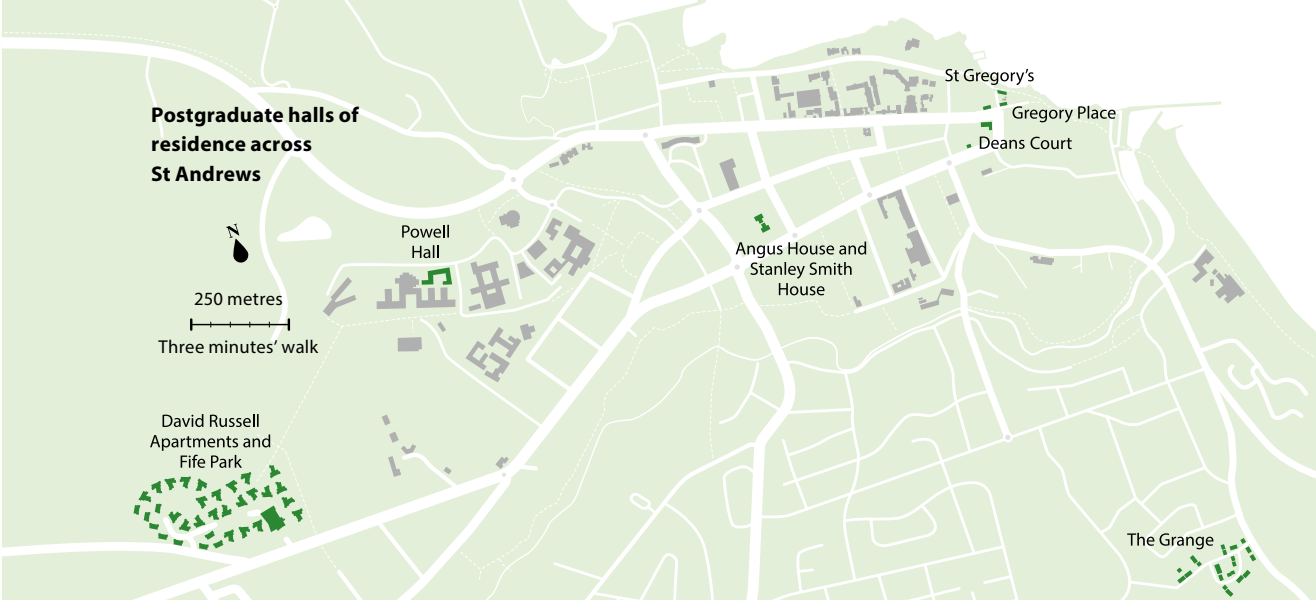 Postgraduate halls of
residence across
St Andrews
N
250 metres
Three minutes’ walk
St Gregory’s
Gregory Place
Deans Court
Powell
Hall
Angus House and
Stanley Smith
House
David Russell
Apartments and
Fife Park
The Grange